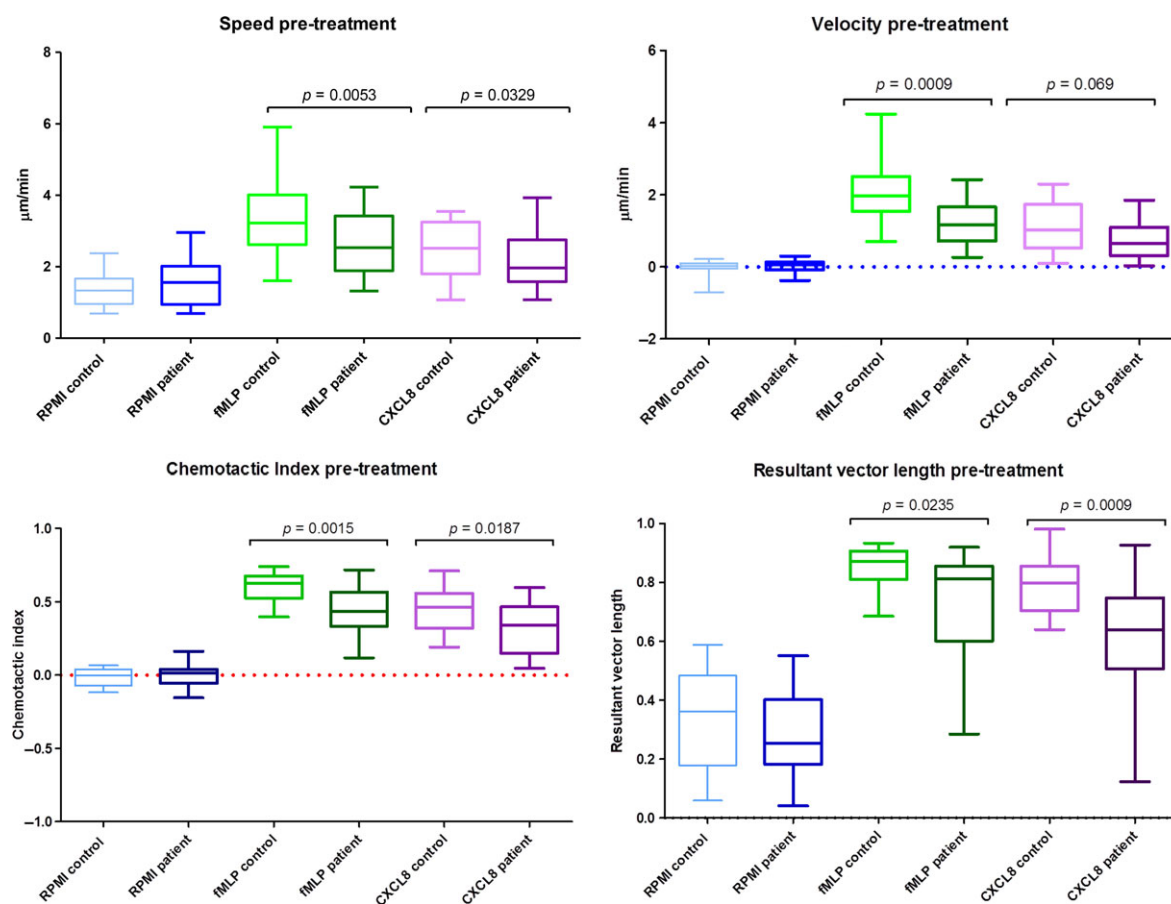 Speed pre-treatment
8
6
4
2
0
μm/min
p = 0.0053
p = 0.0329
RPMI control
RPMI patient
fMLP control
fMLP patient
CXCL8 control
CXCL8 patient
Velocity pre-treatment
6
4
2
0
–2
μm/min
p = 0.0009
p = 0.069
RPMI control
RPMI patient
fMLP control
fMLP patient
CXCL8 control
CXCL8 patient
Chemotactic Index pre-treatment
1.0
0.5
0.0
–0.5
–1.0
Chemotactic index
p = 0.0015
p = 0.0187
RPMI control
RPMI patient
fMLP control
fMLP patient
CXCL8 control
CXCL8 patient
Resultant vector length pre-treatment
1.0
0.8
0.6
0.4
0.2
0.0
Resultant vector length
p = 0.0235
p = 0.0009
RPMI control
RPMI patient
fMLP control
fMLP patient
CXCL8 control
CXCL8 patient